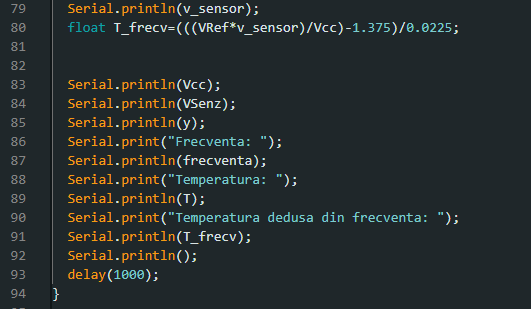 79 Serial.println(v_sensor);
80 float T_frecv=(((VRef*v_sensor)/Vcc)-1.375)/0.0225;
81
82
83 Serial.println(Vcc);
84 Serial.println(VSenz);
85 Serial.println(y);
86 Serial.print("Frecventa: ");
87 Serial.println(frecventa);
88 Serial.print("Temperatura: ");
89 Serial.println(T);
90 Serial.print("Temperatura dedusa din frecventa: ");
91 Serial.println(T_frecv);
92 Serial.println();
93 delay(1000);
94 }